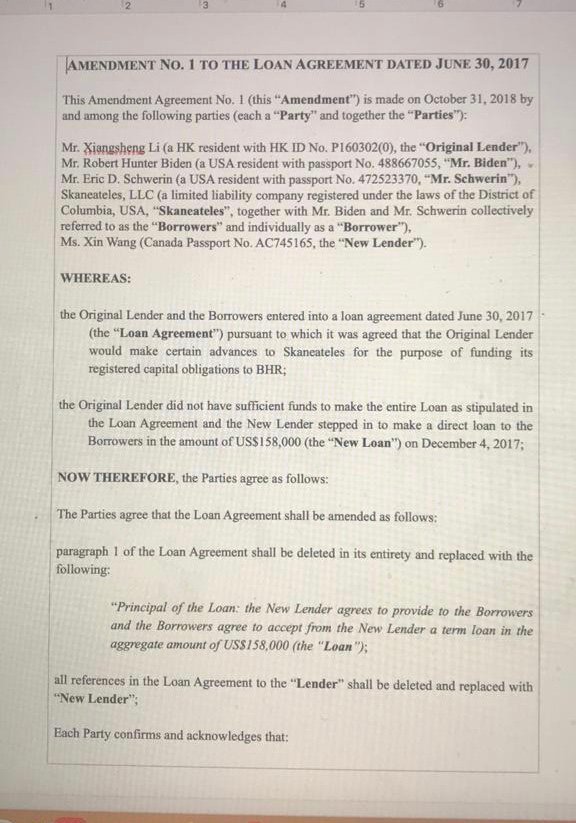 1 2 3 4 5 6 7
AMENDMENT NO. 1 TO THE LOAN AGREEMENT DATED JUNE 30, 2017
This Amendment Agreement No. 1 (this “Amendment”) is made on October 31, 2018 by
and among the following parties (each a “Party” and together the “Parties”):
Mr. Xiangsheng Li (a HK resident with HK ID No. P160302(0), the “Original Lender”),
Mr. Robert Hunter Biden (a USA resident with passport No. 488667055, “Mr. Biden”),
Mr. Eric D. Schwerin (a USA resident with passport No. 472523370, “Mr. Schwerin”),
Skaneateles, LLC (a limited liability company registered under the laws of the District of
Columbia, USA, “Skaneateles”, together with Mr. Biden and Mr. Schwerin collectively
referred to as the “Borrowers” and individually as a “Borrower”),
Ms. Xin Wang (Canada Passport No. AC745165, the “New Lender”).
WHEREAS:
the Original Lender and the Borrowers entered into a loan agreement dated June 30, 2017
(the “Loan Agreement”) pursuant to which it was agreed that the Original Lender
would make certain advances to Skaneateles for the purpose of funding its
registered capital obligations to BHR;
the Original Lender did not have sufficient funds to make the entire Loan as stipulated in
the Loan Agreement and the New Lender stepped in to make a direct loan to the
Borrowers in the amount of US$158,000 (the “New Loan”) on December 4, 2017;
NOW THEREFORE, the Parties agree as follows:
The Parties agree that the Loan Agreement shall be amended as follows:
paragraph 1 of the Loan Agreement shall be deleted in its entirety and replaced with the
following:
“Principal of the Loan: the New Lender agrees to provide to the Borrowers
and the Borrowers agree to accept from the New Lender a term loan in the
aggregate amount of US$158,000 (the “Loan”);
all references in the Loan Agreement to the “Lender” shall be deleted and replaced with
“New Lender”;
Each Party confirms and acknowledges that: